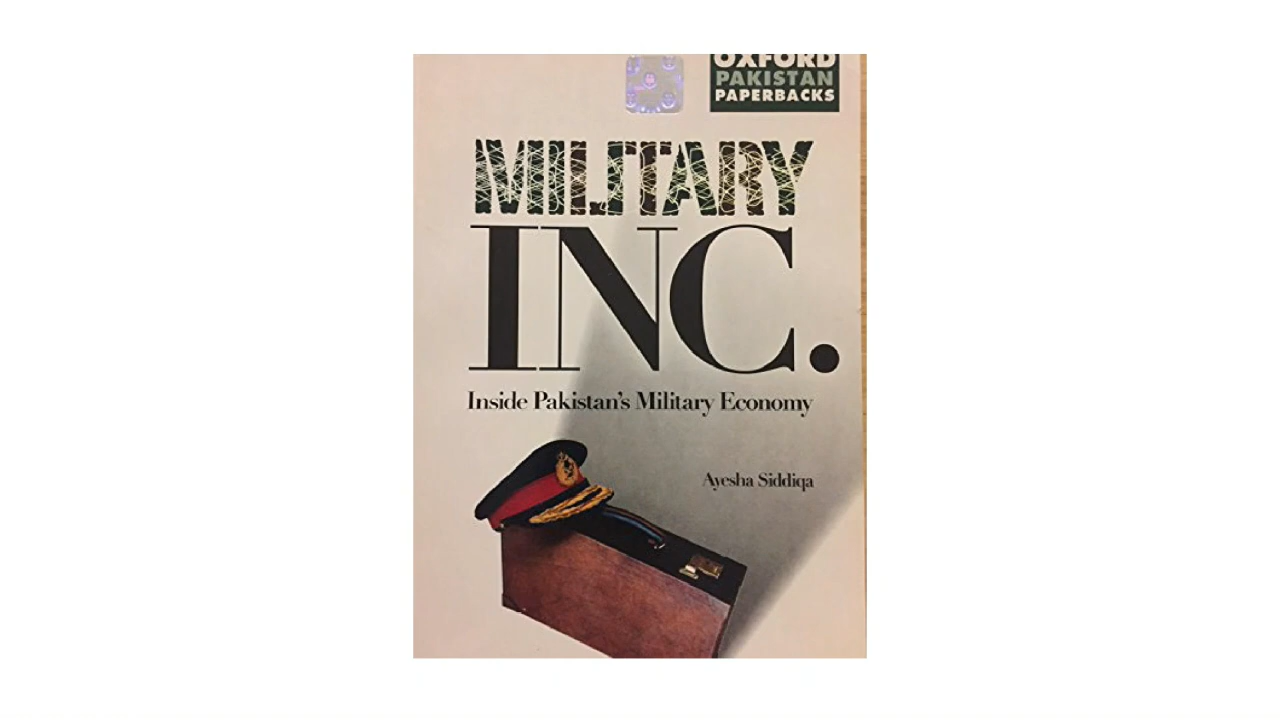 OXFORD
PAKISTAN
PAPERBACKS
MILITARY
INC.
Inside Pakistan's Military Economy
Ayesha Siddiqa